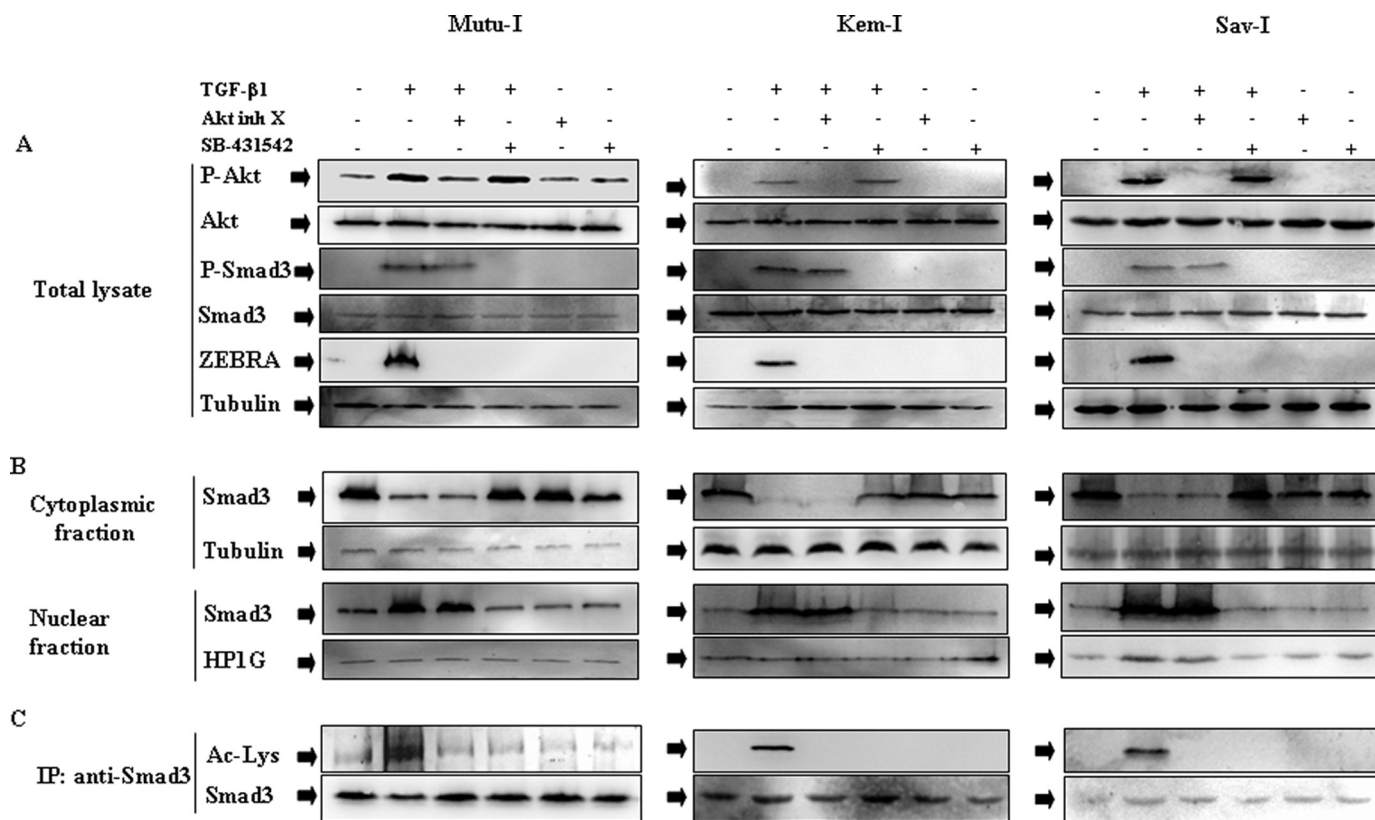 Mutu-I Kem-I Sav-I
TGF-β1 - + + + - - - + + + - - - + + + - -
Akt inh X - - + - + - - - + - + - - - + - + -
SB-431542 - - - + - + - - - + - + - - - + - +
A
P-Akt
Akt
P-Smad3
Total lysate
Smad3
ZEBRA
Tubulin
B
Cytoplasmic
fraction
Smad3
Tubulin
Nuclear
fraction
Smad3
HP1G
C
IP: anti-Smad3
Ac-Lys
Smad3